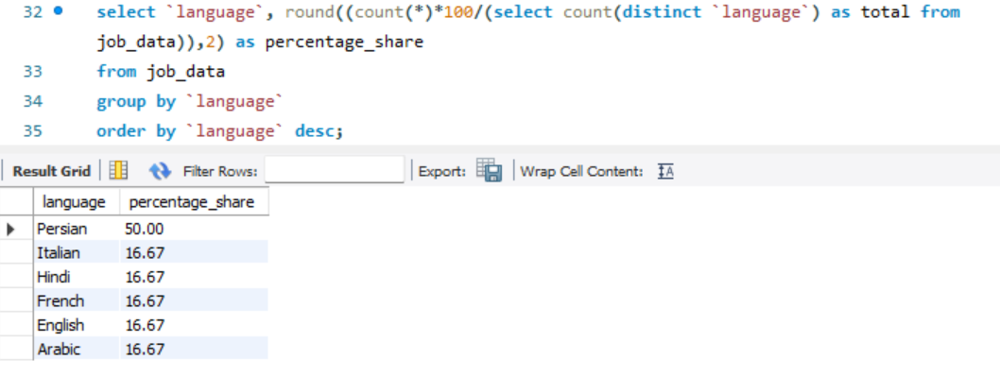 32 select `language`, round((count(*)*100/(select count(distinct `language`) as total from
job_data)),2) as percentage_share
33 from job_data
34 group by `language`
35 order by `language` desc;
Result Grid Filter Rows: Export: Wrap Cell Content: IA
language percentage_share
Persian 50.00
Italian 16.67
Hindi 16.67
French 16.67
English 16.67
Arabic 16.67